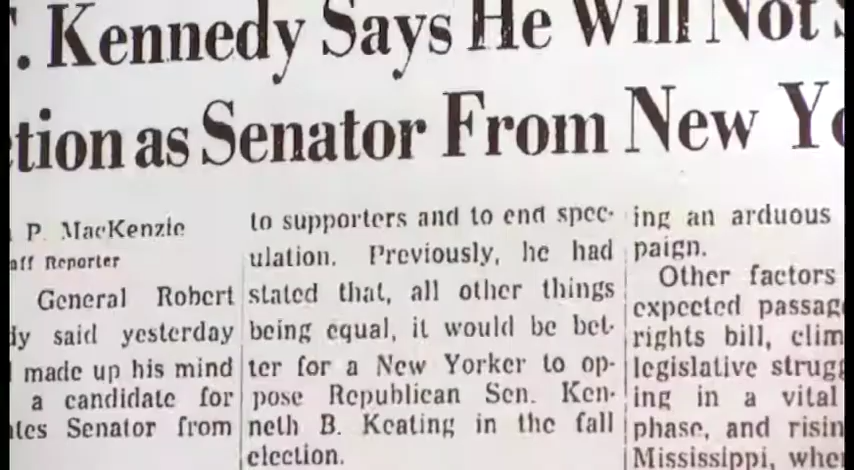 . Kennedy Says He Will Not
tion as Senator From New Yo
P. MacKenzie
aff Reporter
General Robert
dy said yesterday
made up his mind
a candidate for
tes Senator from
to supporters and to end spec-
ulation. Previously, he had
stated that, all other things
being equal, it would be bet-
ter for a New Yorker to op-
pose Republican Sen. Ken-
neth B. Keating in the fall
election.
ing an arduous
paign.
Other factors
expected passag
rights bill, clim
legislative strugg
ing in a vital
phase, and risin
Mississippi, whe